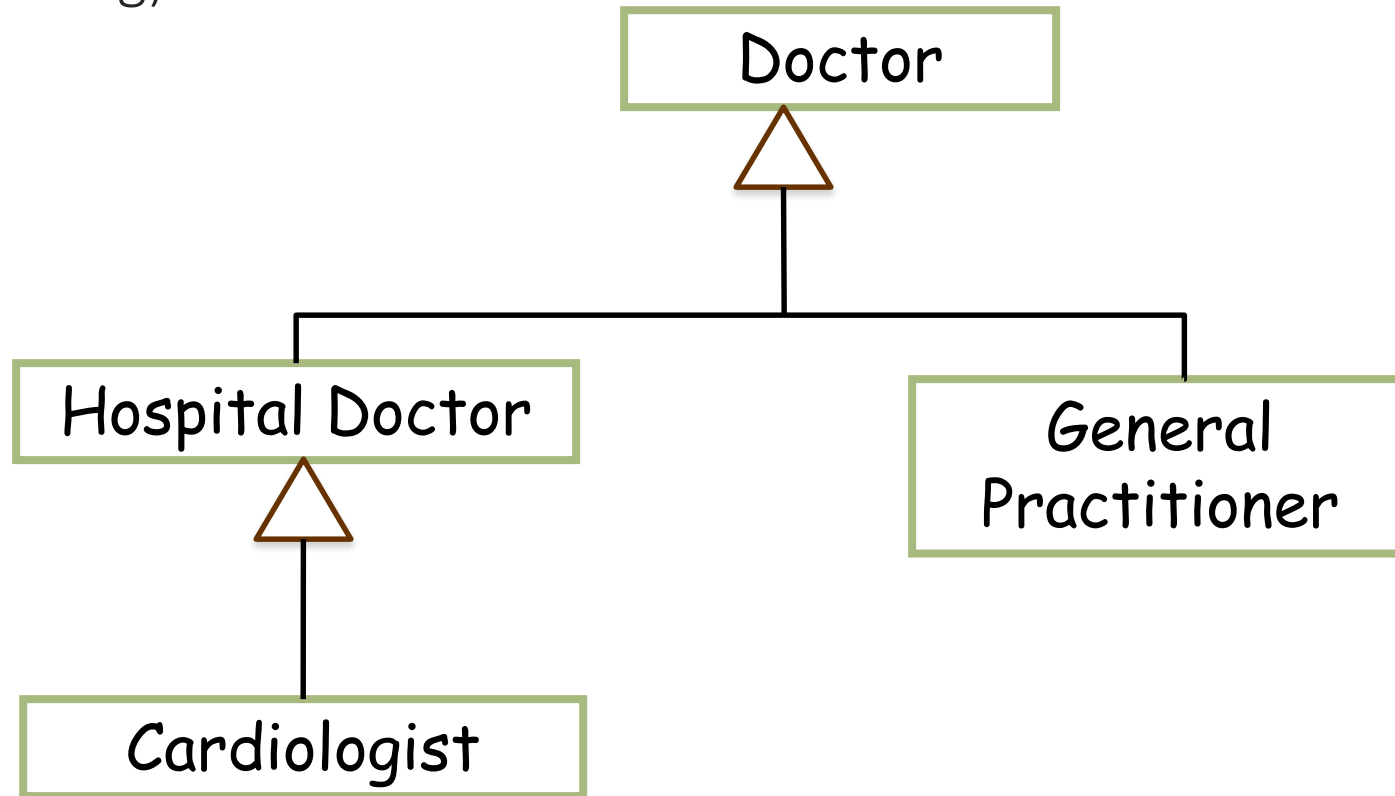 Doctor
Hospital Doctor
General
Practitioner
Cardiologist